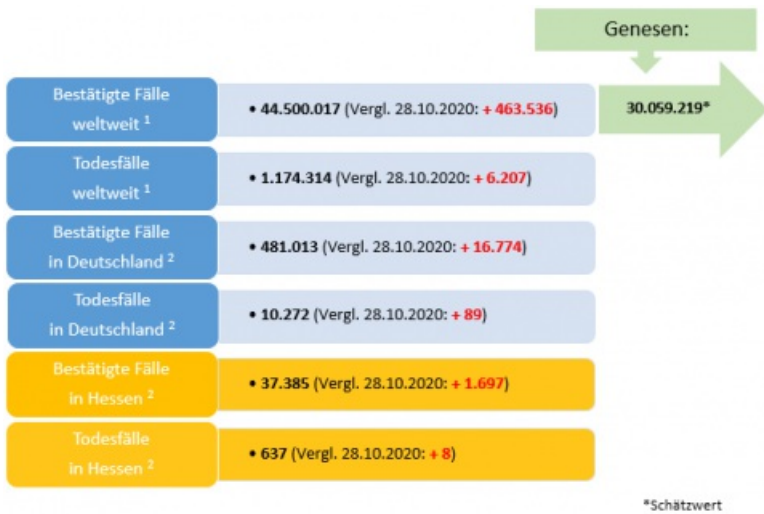 Genesen:
Bestätigte Fälle
weltweit ¹
• 44.500.017 (Vergl. 28.10.2020: + 463.536)
30.059.219*
Todesfälle
weltweit ¹
• 1.174.314 (Vergl. 28.10.2020: + 6.207)
Bestätigte Fälle
in Deutschland ²
• 481.013 (Vergl. 28.10.2020: + 16.774)
Todesfälle
in Deutschland ²
• 10.272 (Vergl. 28.10.2020: + 89)
Bestätigte Fälle
in Hessen ²
• 37.385 (Vergl. 28.10.2020: + 1.697)
Todesfälle
in Hessen ²
• 637 (Vergl. 28.10.2020: + 8)
*Schätzwert